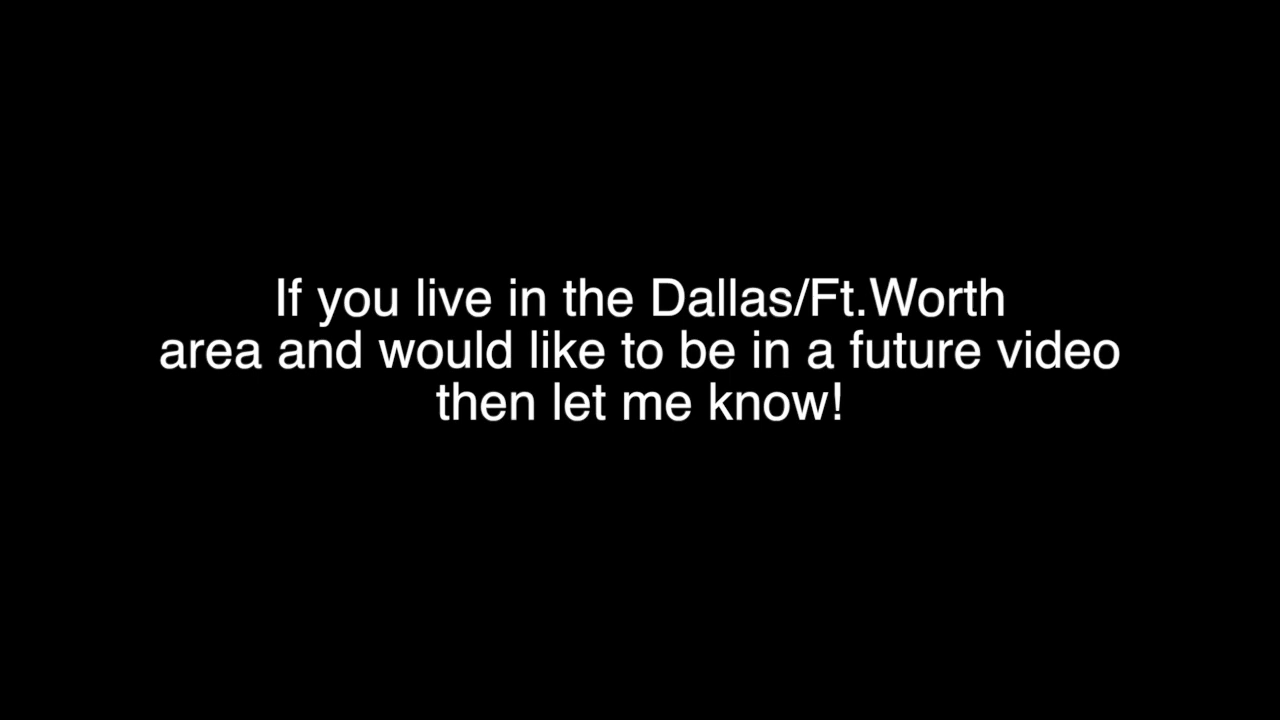 If you live in the Dallas/Ft.Worth
area and would like to be in a future video
then let me know!